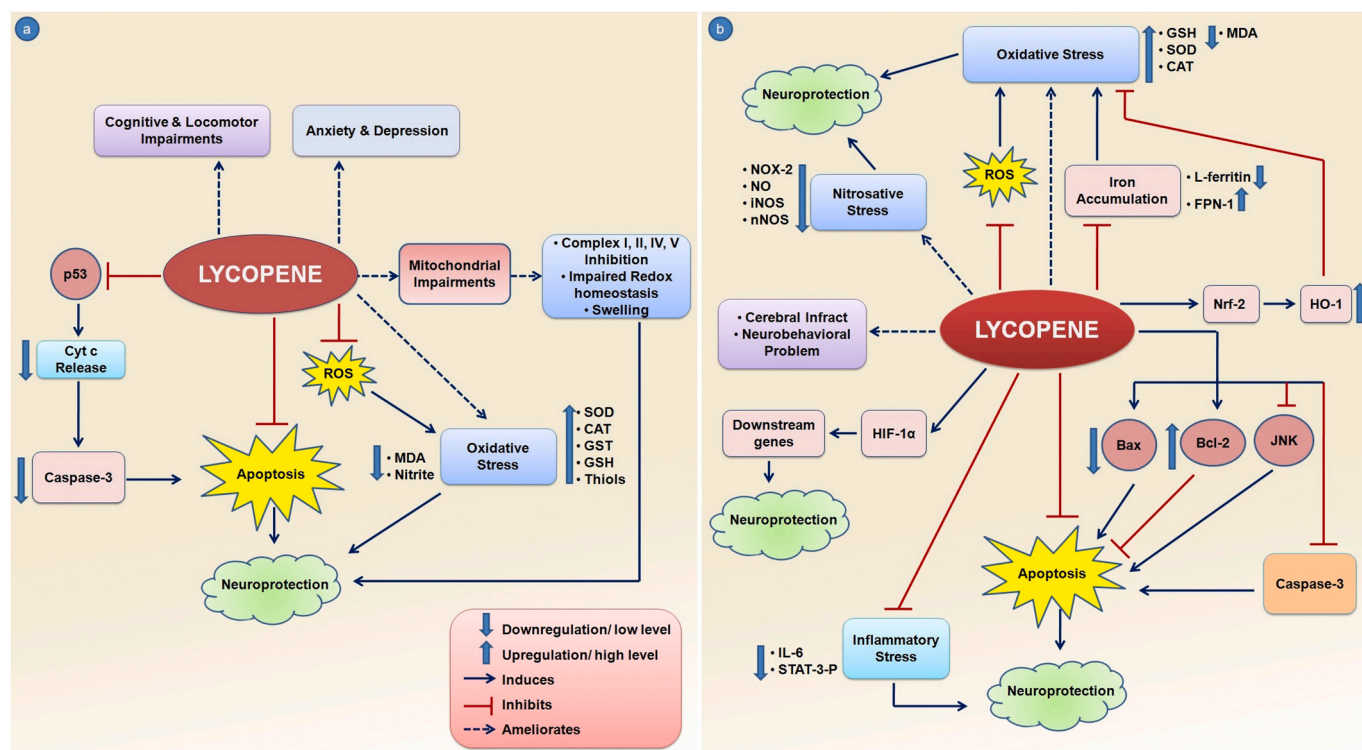 a
Cognitive & Locomotor
Impairments
Anxiety & Depression
p53
LYCOPENE
Mitochondrial
Impairments
• Complex I, II, IV, V
Inhibition
• Impaired Redox
homeostasis
• Swelling
Cyt c
Release
ROS
Caspase-3
Apoptosis
• MDA
• Nitrite
Oxidative
Stress
• SOD
• CAT
• GST
• GSH
• Thiols
Neuroprotection
Downregulation/ low level
Upregulation/ high level
Induces
Inhibits
Ameliorates
b
Oxidative Stress
• GSH
• SOD
• CAT
• MDA
Neuroprotection
• NOX-2
• NO
• iNOS
• nNOS
Nitrosative
Stress
ROS
Iron
Accumulation
• L-ferritin
• FPN-1
• Cerebral Infract
• Neurobehavioral
Problem
LYCOPENE
Nrf-2
HO-1
Downstream
genes
HIF-1α
Bax
Bcl-2
JNK
Neuroprotection
Apoptosis
Caspase-3
• IL-6
• STAT-3-P
Inflammatory
Stress
Neuroprotection